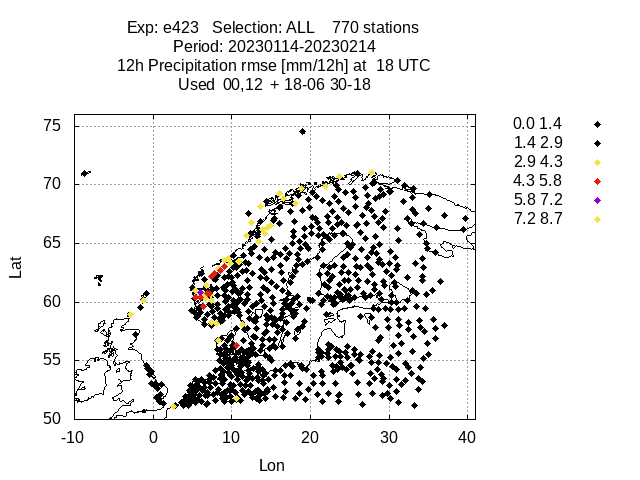 Exp: e423   Selection: ALL    770 stations
Period: 20230114-20230214
12h Precipitation rmse [mm/12h] at  18 UTC
Used  00,12  + 18-06 30-18
0.0 1.4
1.4 2.9
2.9 4.3
4.3 5.8
5.8 7.2
7.2 8.7
75
70
65
60
55
50
Lat
-10 0 10 20 30 40
Lon